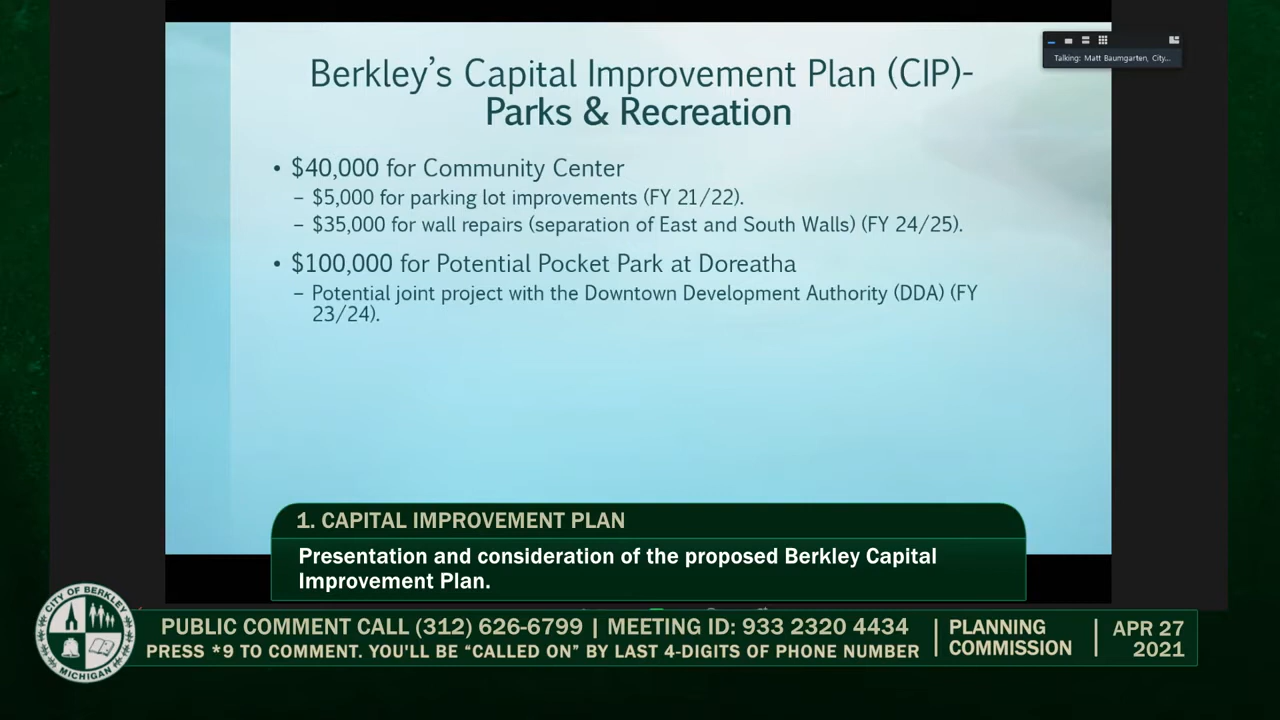 Talking: Matt Baumgarten, City...
Berkley's Capital Improvement Plan (CIP)-
Parks & Recreation
• $40,000 for Community Center
– $5,000 for parking lot improvements (FY 21/22).
– $35,000 for wall repairs (separation of East and South Walls) (FY 24/25).
• $100,000 for Potential Pocket Park at Doreatha
– Potential joint project with the Downtown Development Authority (DDA) (FY
23/24).
1. CAPITAL IMPROVEMENT PLAN
Presentation and consideration of the proposed Berkley Capital
Improvement Plan.
CITY OF BERKLEY
MICHIGAN
PUBLIC COMMENT CALL (312) 626-6799 | MEETING ID: 933 2320 4434
PRESS *9 TO COMMENT. YOU'LL BE “CALLED ON” BY LAST 4-DIGITS OF PHONE NUMBER
PLANNING
COMMISSION
APR 27
2021